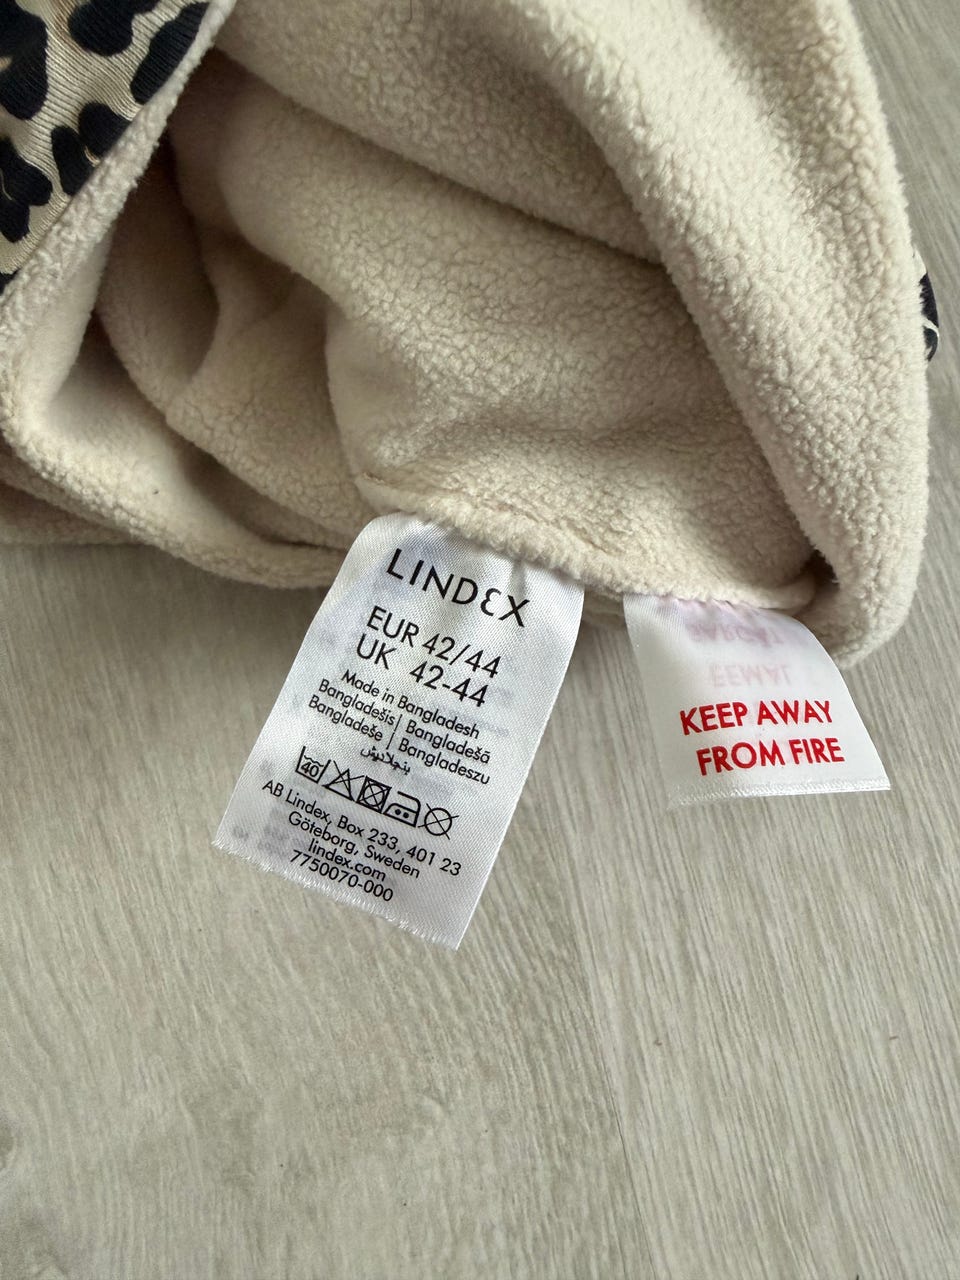 LINDEX
EUR 42/44
UK 42-44
Made in Bangladesh
Bangladešis | Bangladešā
Bangladeše | Bangladeszu
بنجلاديش
40
AB Lindex, Box 233, 401 23
Göteborg, Sweden
lindex.com
7750070-000
KEEP AWAY
FROM FIRE